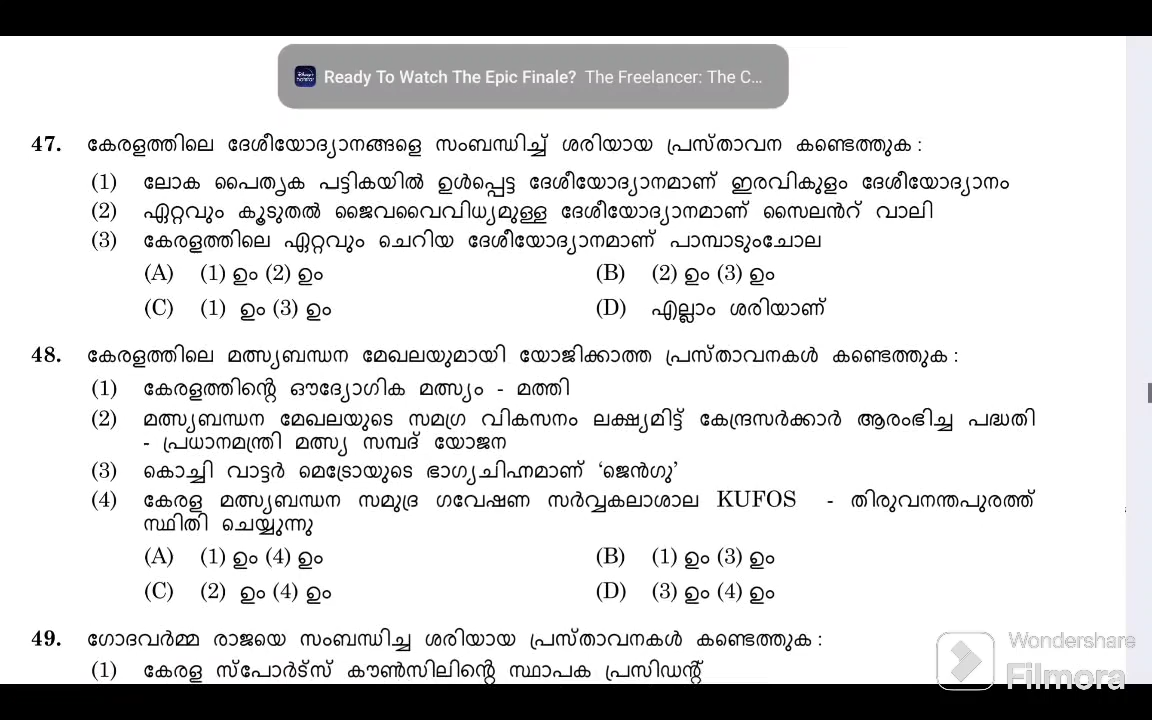 Ready To Watch The Epic Finale? The Freelancer: The C...
47. കേരളത്തിലെ ദേശീയോദ്യാനങ്ങളെ സംബന്ധിച്ച് ശരിയായ പ്രസ്താവന കണ്ടെത്തുക :
(1) ലോക പൈതൃക പട്ടികയിൽ ഉൾപ്പെട്ട ദേശീയോദ്യാനമാണ് ഇരവികുളം ദേശീയോദ്യാനം
(2) ഏറ്റവും കൂടുതൽ ജൈവവൈവിധ്യമുള്ള ദേശീയോദ്യാനമാണ് സൈലൻറ് വാലി
(3) കേരളത്തിലെ ഏറ്റവും ചെറിയ ദേശീയോദ്യാനമാണ് പാമ്പാടുംചോല
(A) (1) ഉം (2) ഉം (B) (2) ഉം (3) ഉം
(C) (1) ഉം (3) ഉം (D) എല്ലാം ശരിയാണ്
48. കേരളത്തിലെ മത്സ്യബന്ധന മേഖലയുമായി യോജിക്കാത്ത പ്രസ്താവനകൾ കണ്ടെത്തുക :
(1) കേരളത്തിന്റെ ഔദ്യോഗിക മത്സ്യം - മത്തി
(2) മത്സ്യബന്ധന മേഖലയുടെ സമഗ്ര വികസനം ലക്ഷ്യമിട്ട് കേന്ദ്രസർക്കാർ ആരംഭിച്ച പദ്ധതി
- പ്രധാനമന്ത്രി മത്സ്യ സമ്പദ് യോജന
(3) കൊച്ചി വാട്ടർ മെട്രോയുടെ ഭാഗ്യചിഹ്നമാണ് ‘ജെൻഗു’
(4) കേരള മത്സ്യബന്ധന സമുദ്ര ഗവേഷണ സർവ്വകലാശാല KUFOS - തിരുവനന്തപുരത്ത്
സ്ഥിതി ചെയ്യുന്നു
(A) (1) ഉം (4) ഉം (B) (1) ഉം (3) ഉം
(C) (2) ഉം (4) ഉം (D) (3) ഉം (4) ഉം
49. ഗോദവർമ്മ രാജയെ സംബന്ധിച്ച ശരിയായ പ്രസ്താവനകൾ കണ്ടെത്തുക :
(1) കേരള സ്പോർട്സ് കൗൺസിലിന്റെ സ്ഥാപക പ്രസിഡന്റ്
Wondershare
Filmora